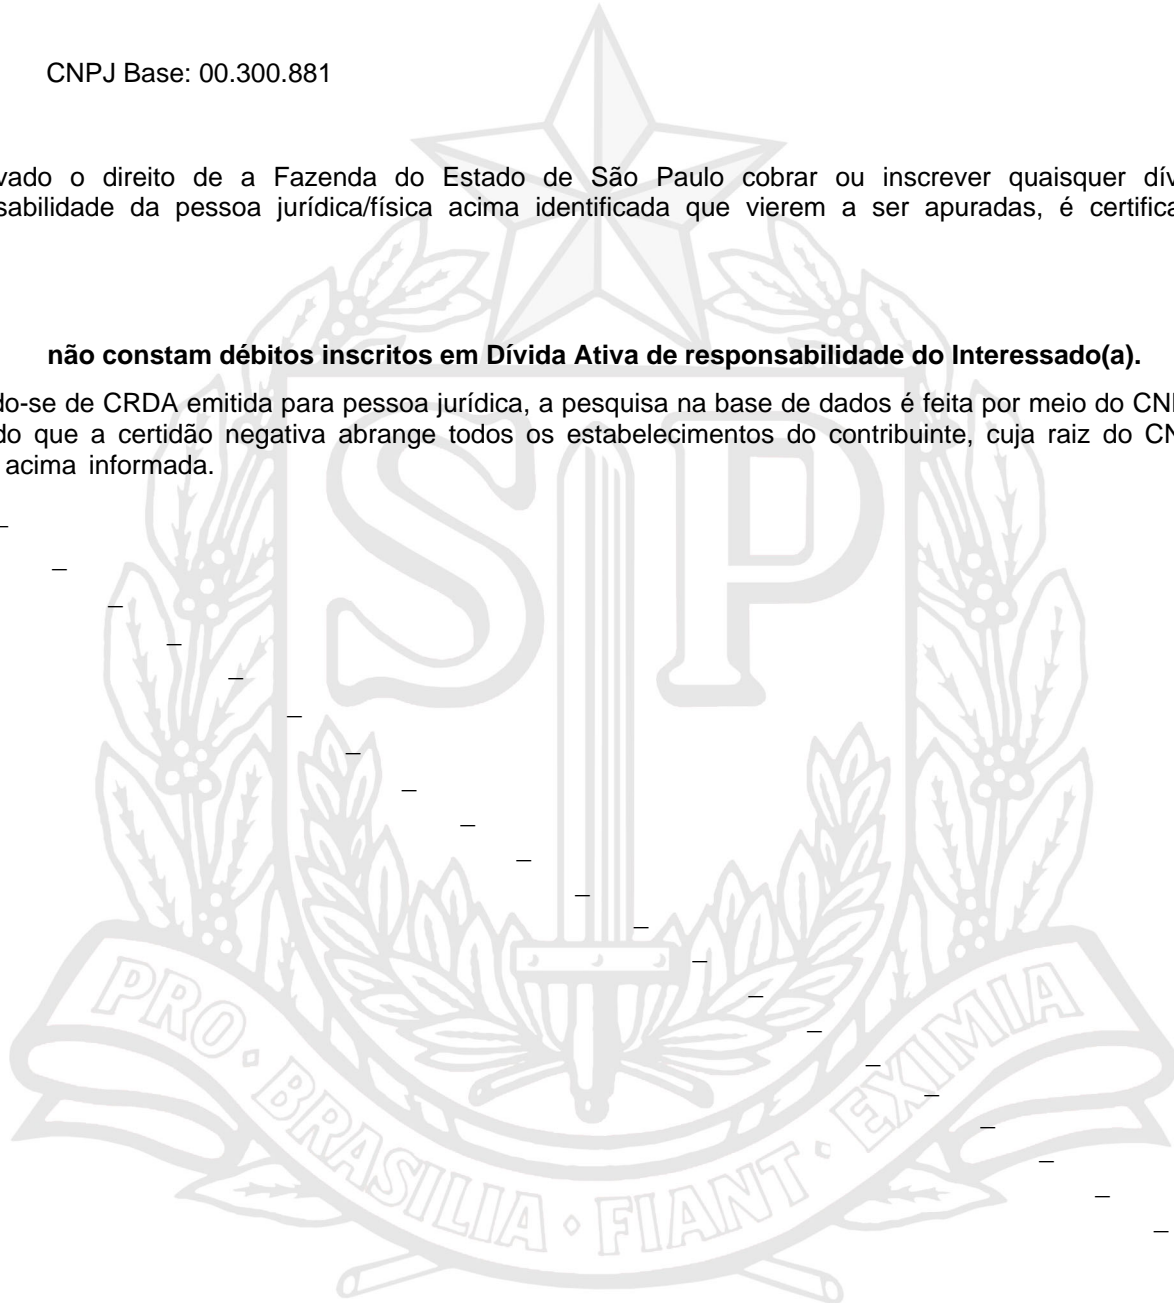 CNPJ Base: 00.300.881
vado o direito de a Fazenda do Estado de São Paulo cobrar ou inscrever quaisquer dív
sabilidade da pessoa jurídica/física acima identificada que vierem a ser apuradas, é certifica
não constam débitos inscritos em Dívida Ativa de responsabilidade do Interessado(a).
do-se de CRDA emitida para pessoa jurídica, a pesquisa na base de dados é feita por meio do CN
do que a certidão negativa abrange todos os estabelecimentos do contribuinte, cuja raiz do CN
acima informada.
SP
PRO · BRASILIA · FIANT · EXIMIA